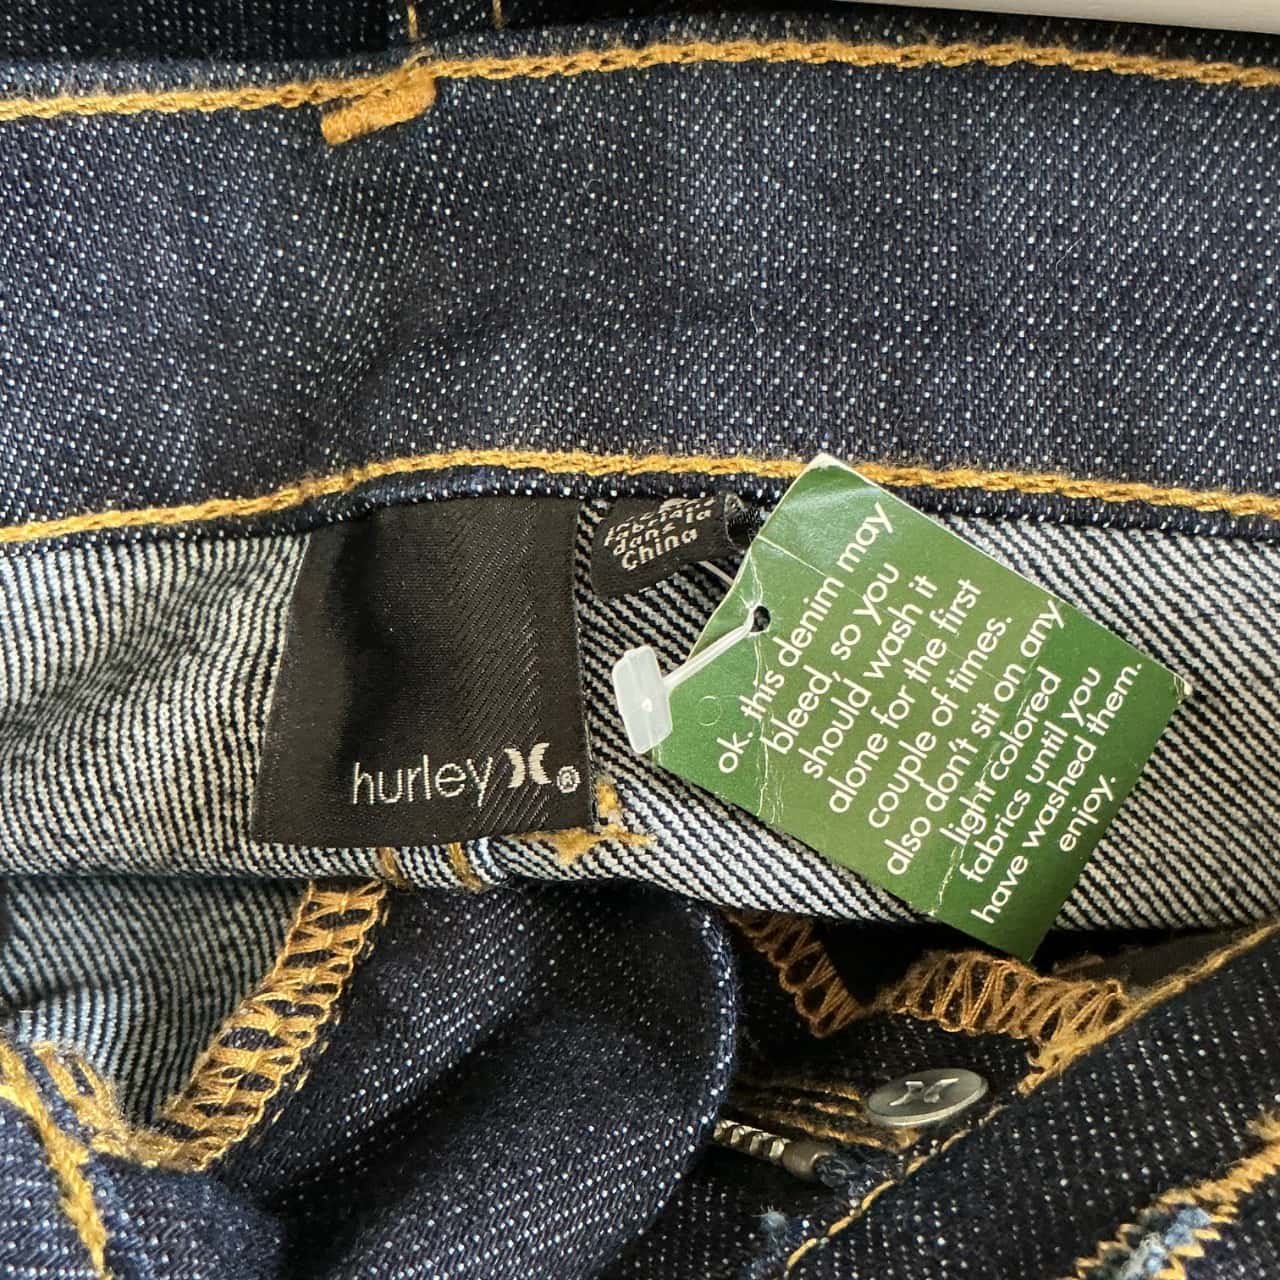 hurley
®
fabriqué
dans la
china
ok. this denim may
bleed, so you
should wash it
alone for the first
couple of times.
also don't sit on any
light colored
fabrics until you
have washed them.
enjoy.